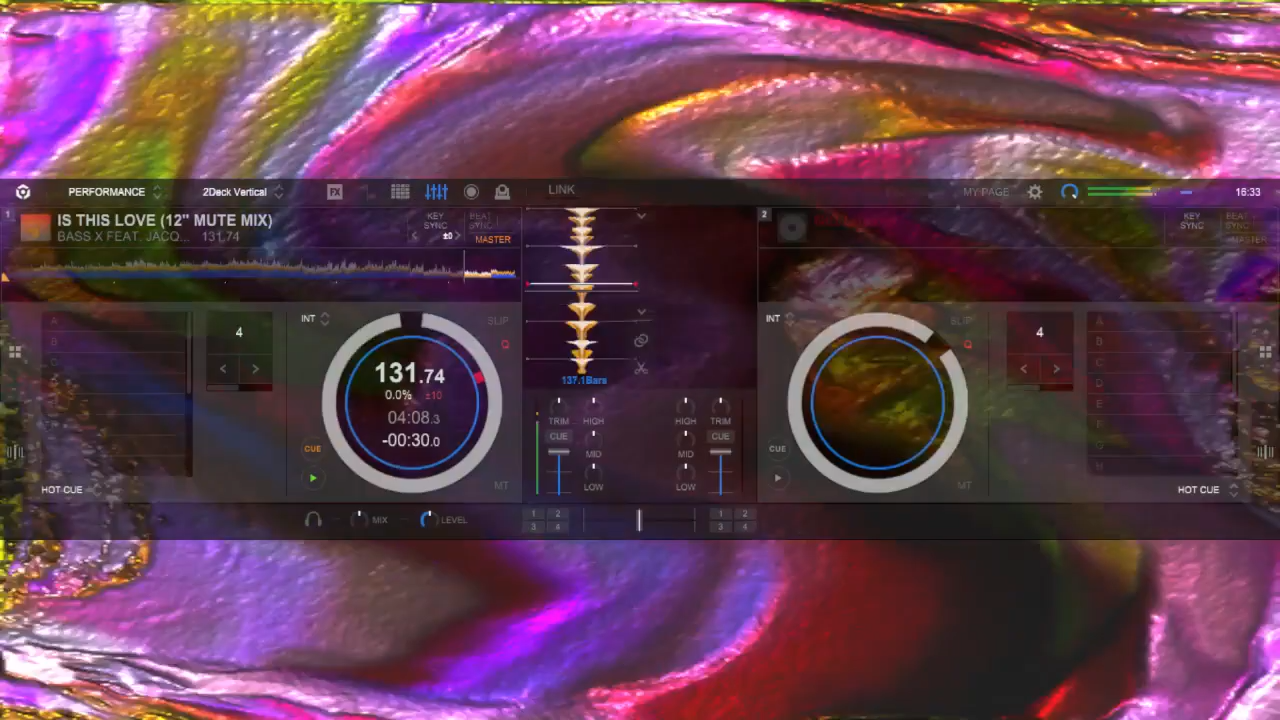 PERFORMANCE 2Deck Vertical FX LINK MY PAGE 16:33
1 IS THIS LOVE (12" MUTE MIX)
BASS X FEAT. JACQ... 131.74
KEY SYNC BEAT SYNC
±0 MASTER
2 KEY SYNC BEAT SYNC
MASTER
A
B
C
4
INT SLIP
Q
131.74
0.0% ±10
04:08.3
-00:30.0
CUE
MT
HOT CUE
137.1Bars
TRIM HIGH HIGH TRIM
CUE CUE
MID MID
LOW LOW
INT SLIP
Q
CUE
MT
4
A
B
C
D
E
F
G
H
HOT CUE
MIX LEVEL
1 2 1 2
3 4 3 4